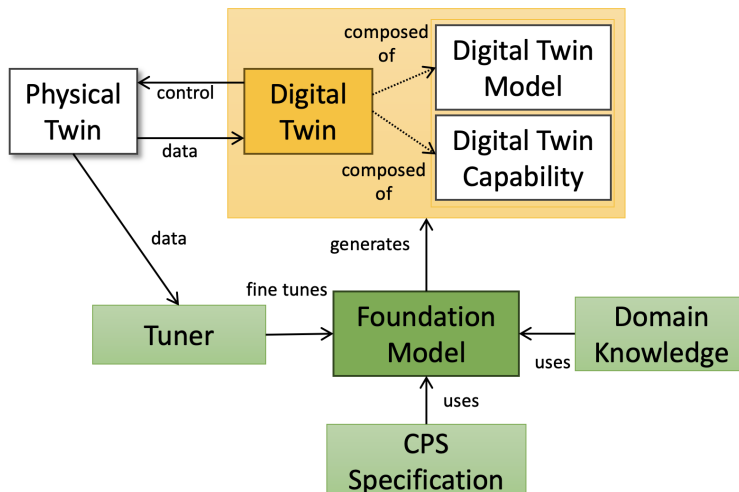 composed
of
Digital Twin
Model
Physical
Twin
control
Digital
Twin
data
Digital Twin
Capability
composed
of
data
generates
fine tunes
Tuner
Foundation
Model
Domain
Knowledge
uses
uses
CPS
Specification